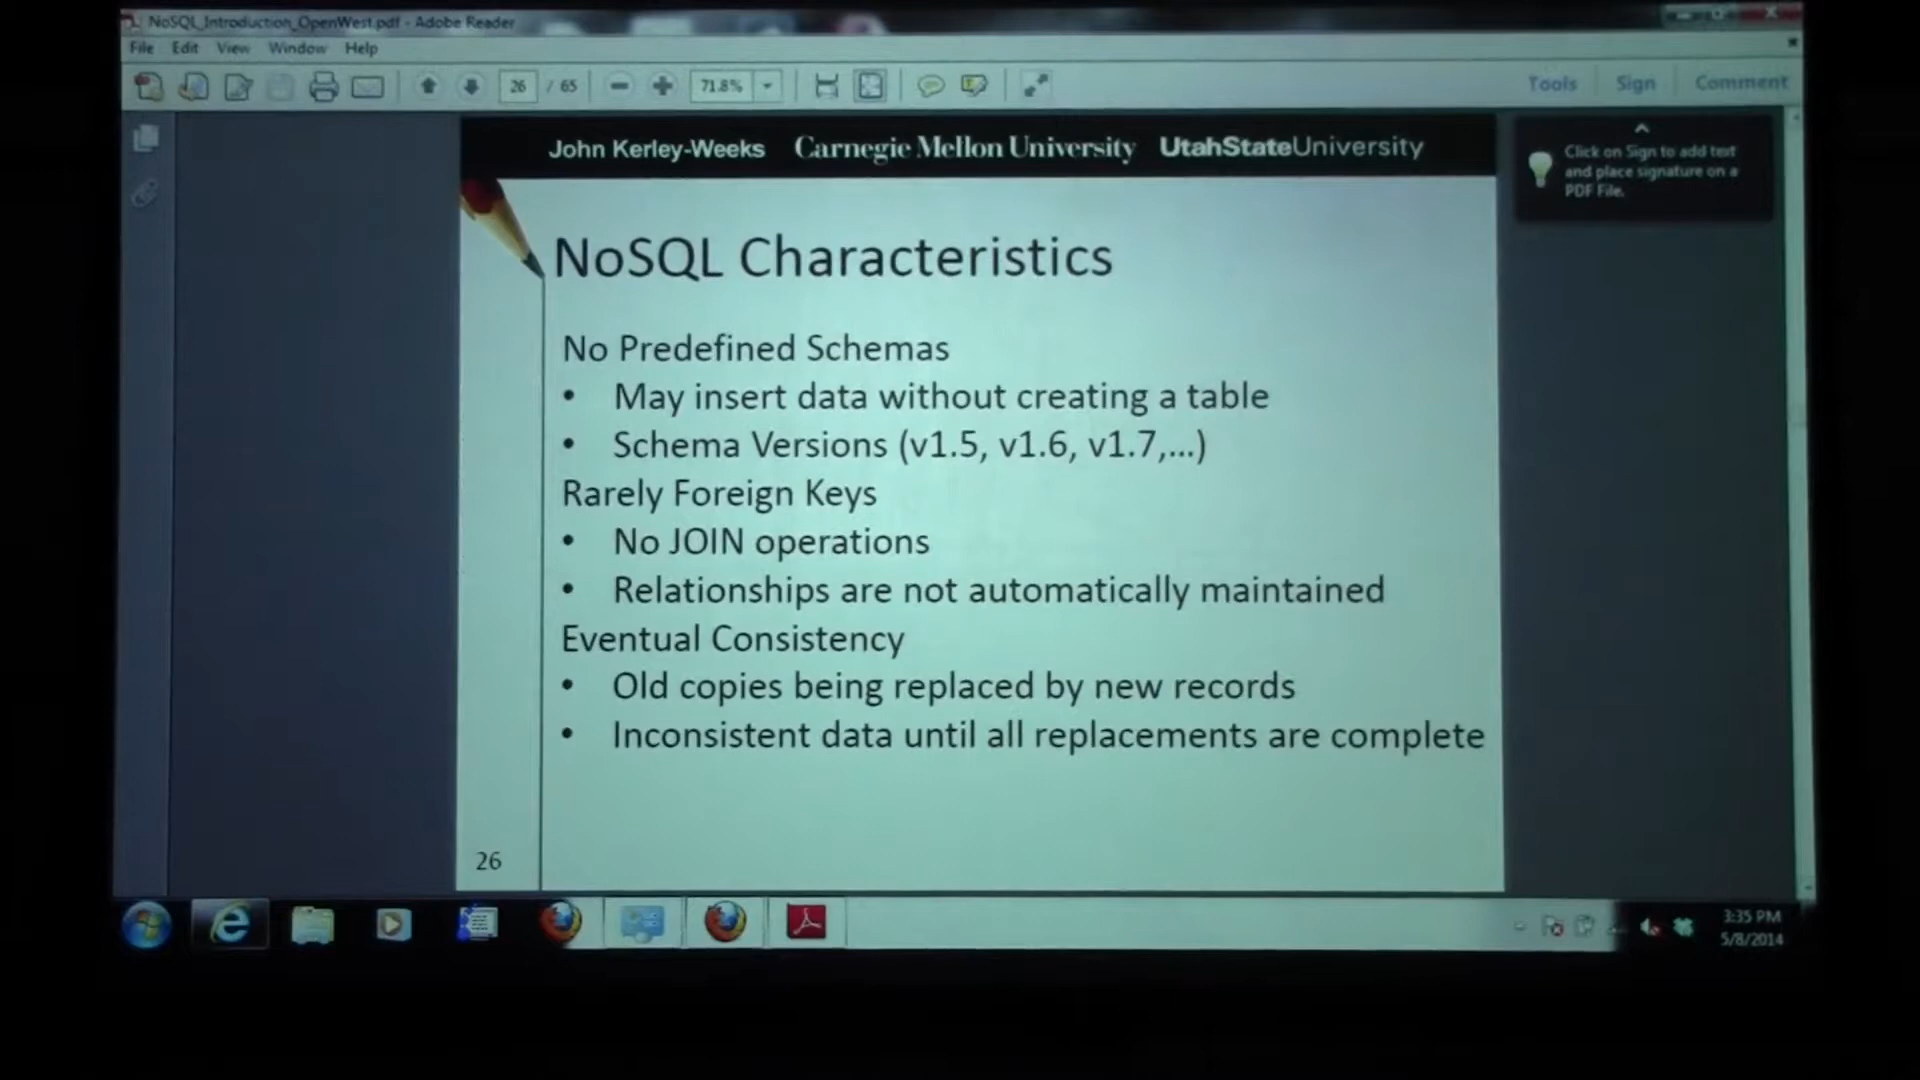 NoSQL_Introduction_OpenWest.pdf - Adobe Reader
File Edit View Window Help
26 / 65 71.8% Tools Sign Comment
John Kerley-Weeks Carnegie Mellon University UtahStateUniversity
Click on Sign to add text
and place signature on a
PDF File.
NoSQL Characteristics
No Predefined Schemas
• May insert data without creating a table
• Schema Versions (v1.5, v1.6, v1.7,...)
Rarely Foreign Keys
• No JOIN operations
• Relationships are not automatically maintained
Eventual Consistency
• Old copies being replaced by new records
• Inconsistent data until all replacements are complete
26
3:35 PM
5/8/2014